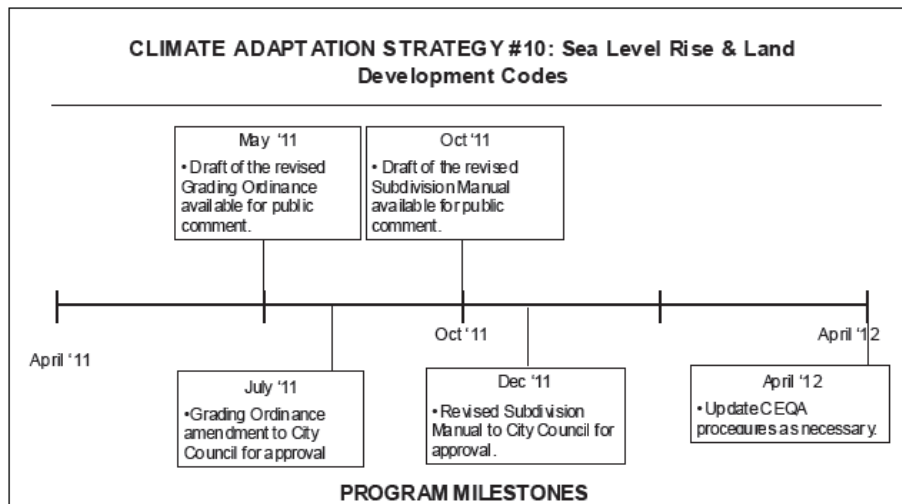 CLIMATE ADAPTATION STRATEGY #10: Sea Level Rise & Land
Development Codes
May '11
• Draft of the revised
Grading Ordinance
available for public
comment.
Oct '11
• Draft of the revised
Subdivision Manual
available for public
comment.
April '11
Oct '11
April '12
July '11
•Grading Ordinance
amendment to City
Council for approval
Dec '11
• Revised Subdivision
Manual to City Council for
approval.
April '12
• Update CEQA
procedures as necessary.
PROGRAM MILESTONES